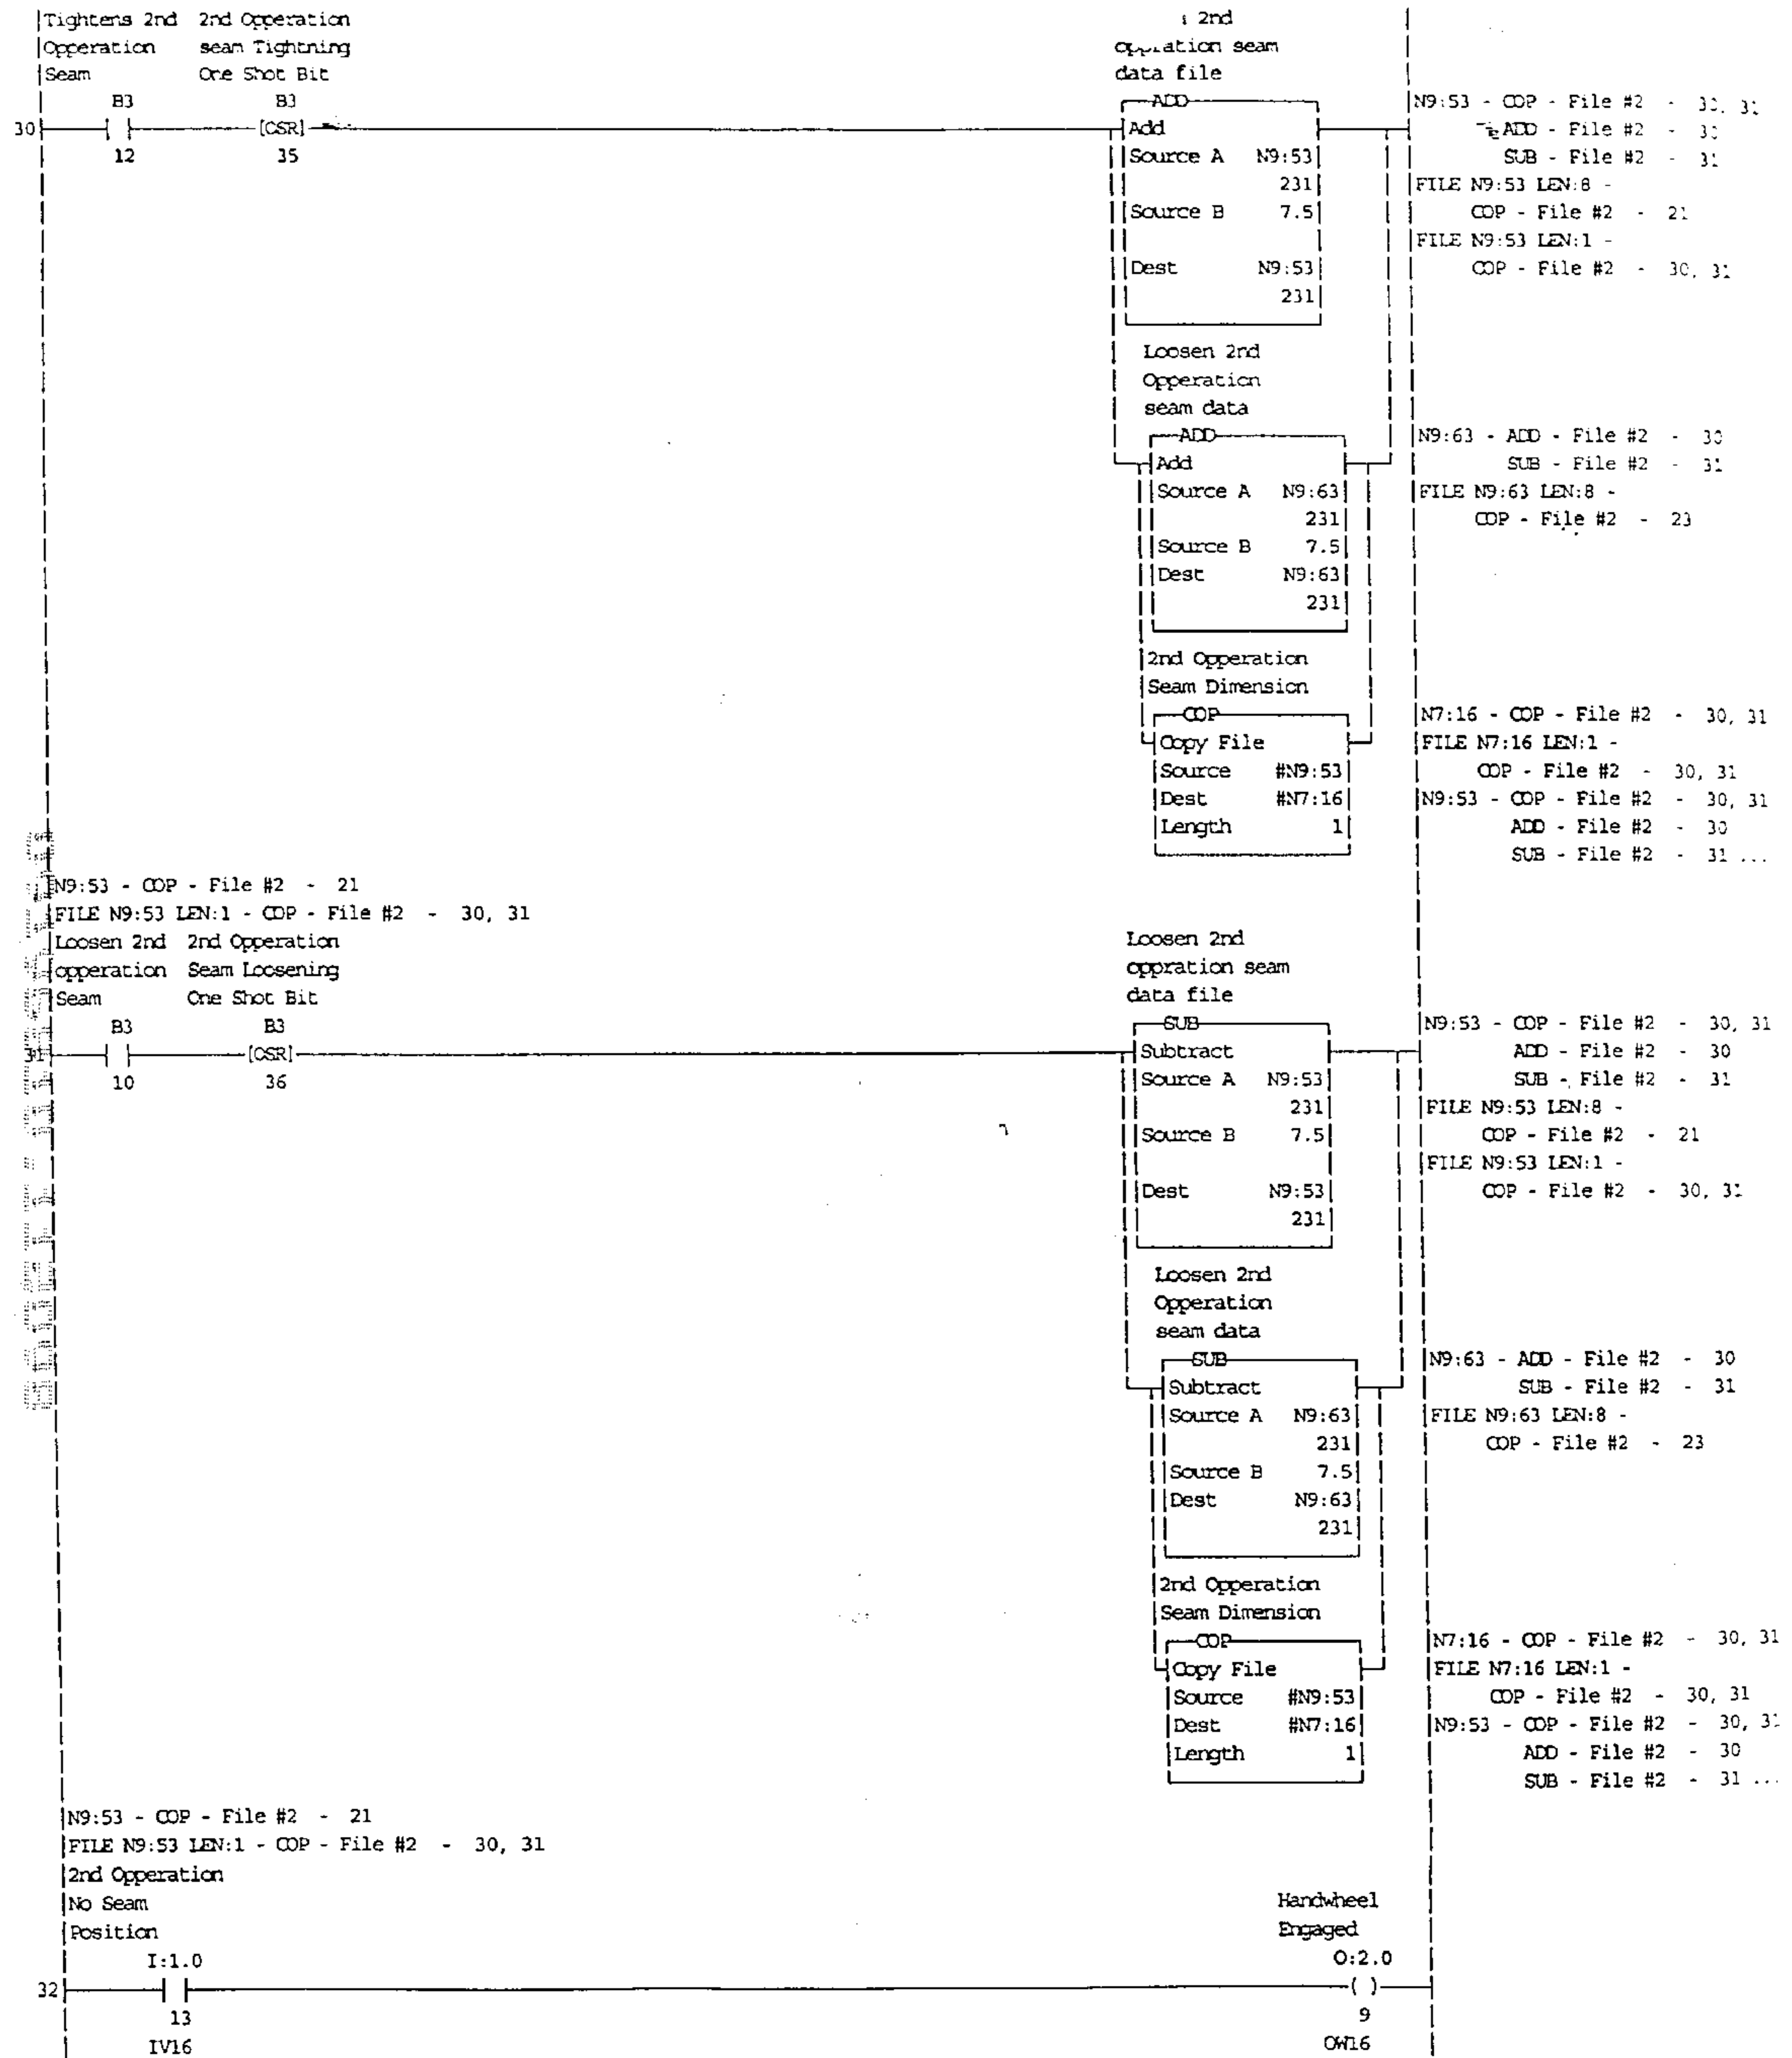 Tightens 2nd 2nd Opperation
Opperation seam Tightning
Seam One Shot Bit
B3 B3
30 [OSR]
12 35
2nd
seam
data file
ADD
Add
Source A N9:53
231
Source B 7.5
Dest N9:53
231
N9:53 - COP - File #2 - 30, 31
ADD - File #2 - 30
SUB - File #2 - 31
FILE N9:53 LEN:8 -
COP - File #2 - 21
FILE N9:53 LEN:1 -
COP - File #2 - 30, 31
Loosen 2nd
Opperation
seam data
ADD
Add
Source A N9:63
231
Source B 7.5
Dest N9:63
231
N9:63 - ADD - File #2 - 30
SUB - File #2 - 31
FILE N9:63 LEN:8 -
COP - File #2 - 23
2nd Opperation
Seam Dimension
COP
Copy File
Source #N9:53
Dest #N7:16
Length 1
N7:16 - COP - File #2 - 30, 31
FILE N7:16 LEN:1 -
COP - File #2 - 30, 31
N9:53 - COP - File #2 - 30, 31
ADD - File #2 - 30
SUB - File #2 - 31 ...
N9:53 - COP - File #2 - 21
FILE N9:53 LEN:1 - COP - File #2 - 30, 31
Loosen 2nd 2nd Opperation
opperation Seam Loosening
Seam One Shot Bit
B3 B3
31 [OSR]
10 36
Loosen 2nd
oppration seam
data file
SUB
Subtract
Source A N9:53
231
Source B 7.5
Dest N9:53
231
N9:53 - COP - File #2 - 30, 31
ADD - File #2 - 30
SUB - File #2 - 31
FILE N9:53 LEN:8 -
COP - File #2 - 21
FILE N9:53 LEN:1 -
COP - File #2 - 30, 31
Loosen 2nd
Opperation
seam data
SUB
Subtract
Source A N9:63
231
Source B 7.5
Dest N9:63
231
N9:63 - ADD - File #2 - 30
SUB - File #2 - 31
FILE N9:63 LEN:8 -
COP - File #2 - 23
2nd Opperation
Seam Dimension
COP
Copy File
Source #N9:53
Dest #N7:16
Length 1
N7:16 - COP - File #2 - 30, 31
FILE N7:16 LEN:1 -
COP - File #2 - 30, 31
N9:53 - COP - File #2 - 30, 31
ADD - File #2 - 30
SUB - File #2 - 31 ...
N9:53 - COP - File #2 - 21
FILE N9:53 LEN:1 - COP - File #2 - 30, 31
2nd Opperation
No Seam
Position
I:1.0
32
13
IV16
Handwheel
Engaged
O:2.0
( )
9
OW16